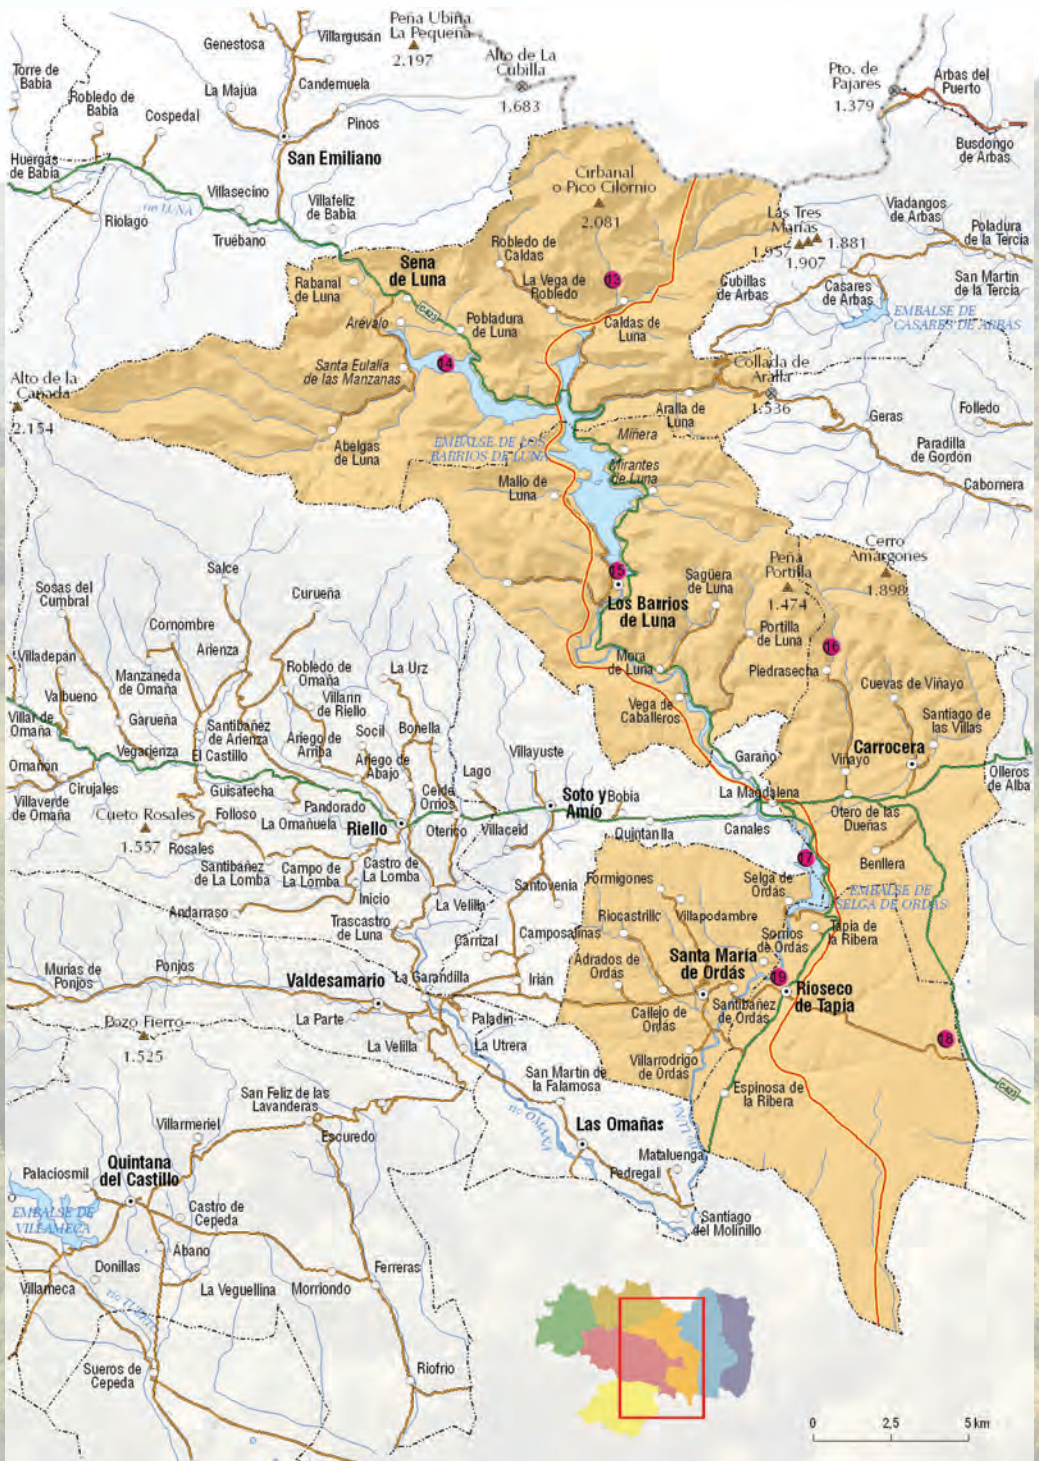 Peña Ubiña
La Pequeña
2.197
Villargusán
Genestosa
Alto de La
Cubilla
1.683
Pto. de
Pajares
1.379
Arbas del
Puerto
Torre de
Babia
Candemuela
La Majúa
Robledo de
Babia
Cospedal
Pinos
Busdongo
de Arbas
San Emiliano
Huergas
de Babia
Cirbanal
o Pico Cilornio
2.081
Villasecino
Villafeliz
de Babia
río LUNA
Riolago
Truébano
Las Tres
Marías
1.881
1.907
Viadangos
de Arbas
Poladura
de la Tercia
Robledo de
Caldas
Sena
de Luna
Rabanal
de Luna
La Vega de
Robledo
13
Cubillas
de Arbas
Casares
de Arbas
San Martín
de la Tercia
C-623
EMBALSE DE
CASARES DE ARBAS
Arévalo
Pobladura
de Luna
Caldas de
Luna
14
Santa Eulalia
de las Manzanas
Collada de
Aralla
1.536
Alto de la
Cañada
2.154
Aralla de
Luna
Geras
Folledo
Abelgas
de Luna
EMBALSE DE LOS
BARRIOS DE LUNA
Miñera
Paradilla
de Gordón
Mirantes
de Luna
Mallo de
Luna
Cabornera
Cerro
Amargones
1.898
Peña
Portilla
1.474
15
Sagüera
de Luna
Los Barrios
de Luna
Salce
Sosas del
Cumbral
Curueña
Cornombre
Portilla
de Luna
16
Villadepán
Arienza
Manzaneda
de Omaña
Robledo de
Omaña
La Urz
Mora
de Luna
Piedrasecha
Valbueno
Cuevas de Viñayo
Villar de
Omaña
Garueña
Santibáñez
de Arienza
Villarín
de Riello
Bonella
Vega de
Caballeros
Santiago de
las Villas
Vegarienza
Ariego de
Arriba
Socil
Villayuste
Garaño
Carrocera
El Castillo
Viñayo
Omañón
Ariego de
Abajo
Lago
Olleros
de Alba
Cirujales
Guisatecha
Villaverde
de Omaña
Soto y
Amío
Bobia
La Magdalena
Cueto Rosales
1.557
Folloso
Pandorado
La Omañuela
Riello
Oterico
Villaceid
Quintanilla
Canales
Otero de las
Dueñas
Rosales
Santibáñez
de La Lomba
Campo de
La Lomba
Castro de
La Lomba
17
Benllera
Inicio
Santovenia
Formigones
Selga de
Ordás
EMBALSE DE
SELGA DE ORDÁS
Andarraso
La Velilla
Trascastro
de Luna
Villapodambre
Camposalinas
Sorrios
de Ordás
Tapia de
la Ribera
Carrizal
Adrados de
Ordás
Santa María
de Ordás
Murias de
Ponjos
Ponjos
Valdesamario
La Garandilla
Irián
19
Rioseco
de Tapia
Callejo de
Ordás
Santibáñez
de Ordás
La Parte
Paladín
Pozo Fierro
1.525
La Velilla
La Utrera
18
Villarrodrigo
de Ordás
San Martín de
la Falamosa
C-623
San Feliz de las
Lavanderas
Espinosa de
la Ribera
río OMAÑA
Villarmeriel
Escuredo
Las Omañas
Quintana
del Castillo
Mataluenga
Palaciosmil
Pedregal
EMBALSE DE
VILLAMECA
Castro de
Cepeda
Santiago
del Molinillo
Abano
Donillas
Villameca
La Veguellina
Morriondo
Ferreras
Sueros de
Cepeda
Riofrío
0 2,5 5 km